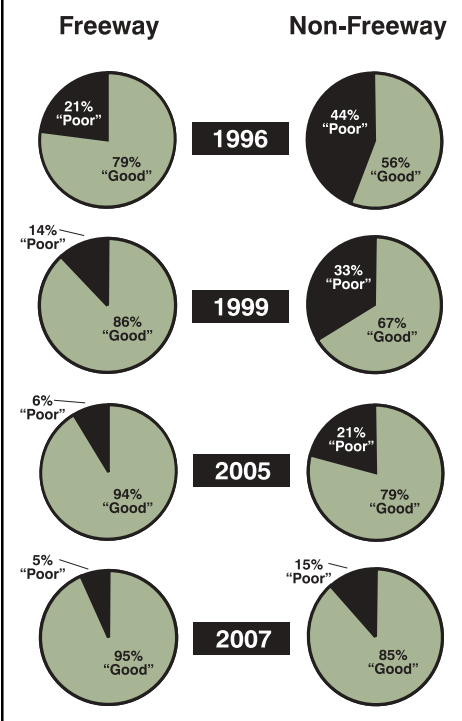 Freeway
Non-Freeway
21%
“Poor”
79%
“Good”
1996
44%
“Poor”
56%
“Good”
14%
“Poor”
86%
“Good”
1999
33%
“Poor”
67%
“Good”
6%
“Poor”
94%
“Good”
2005
21%
“Poor”
79%
“Good”
5%
“Poor”
95%
“Good”
2007
15%
“Poor”
85%
“Good”